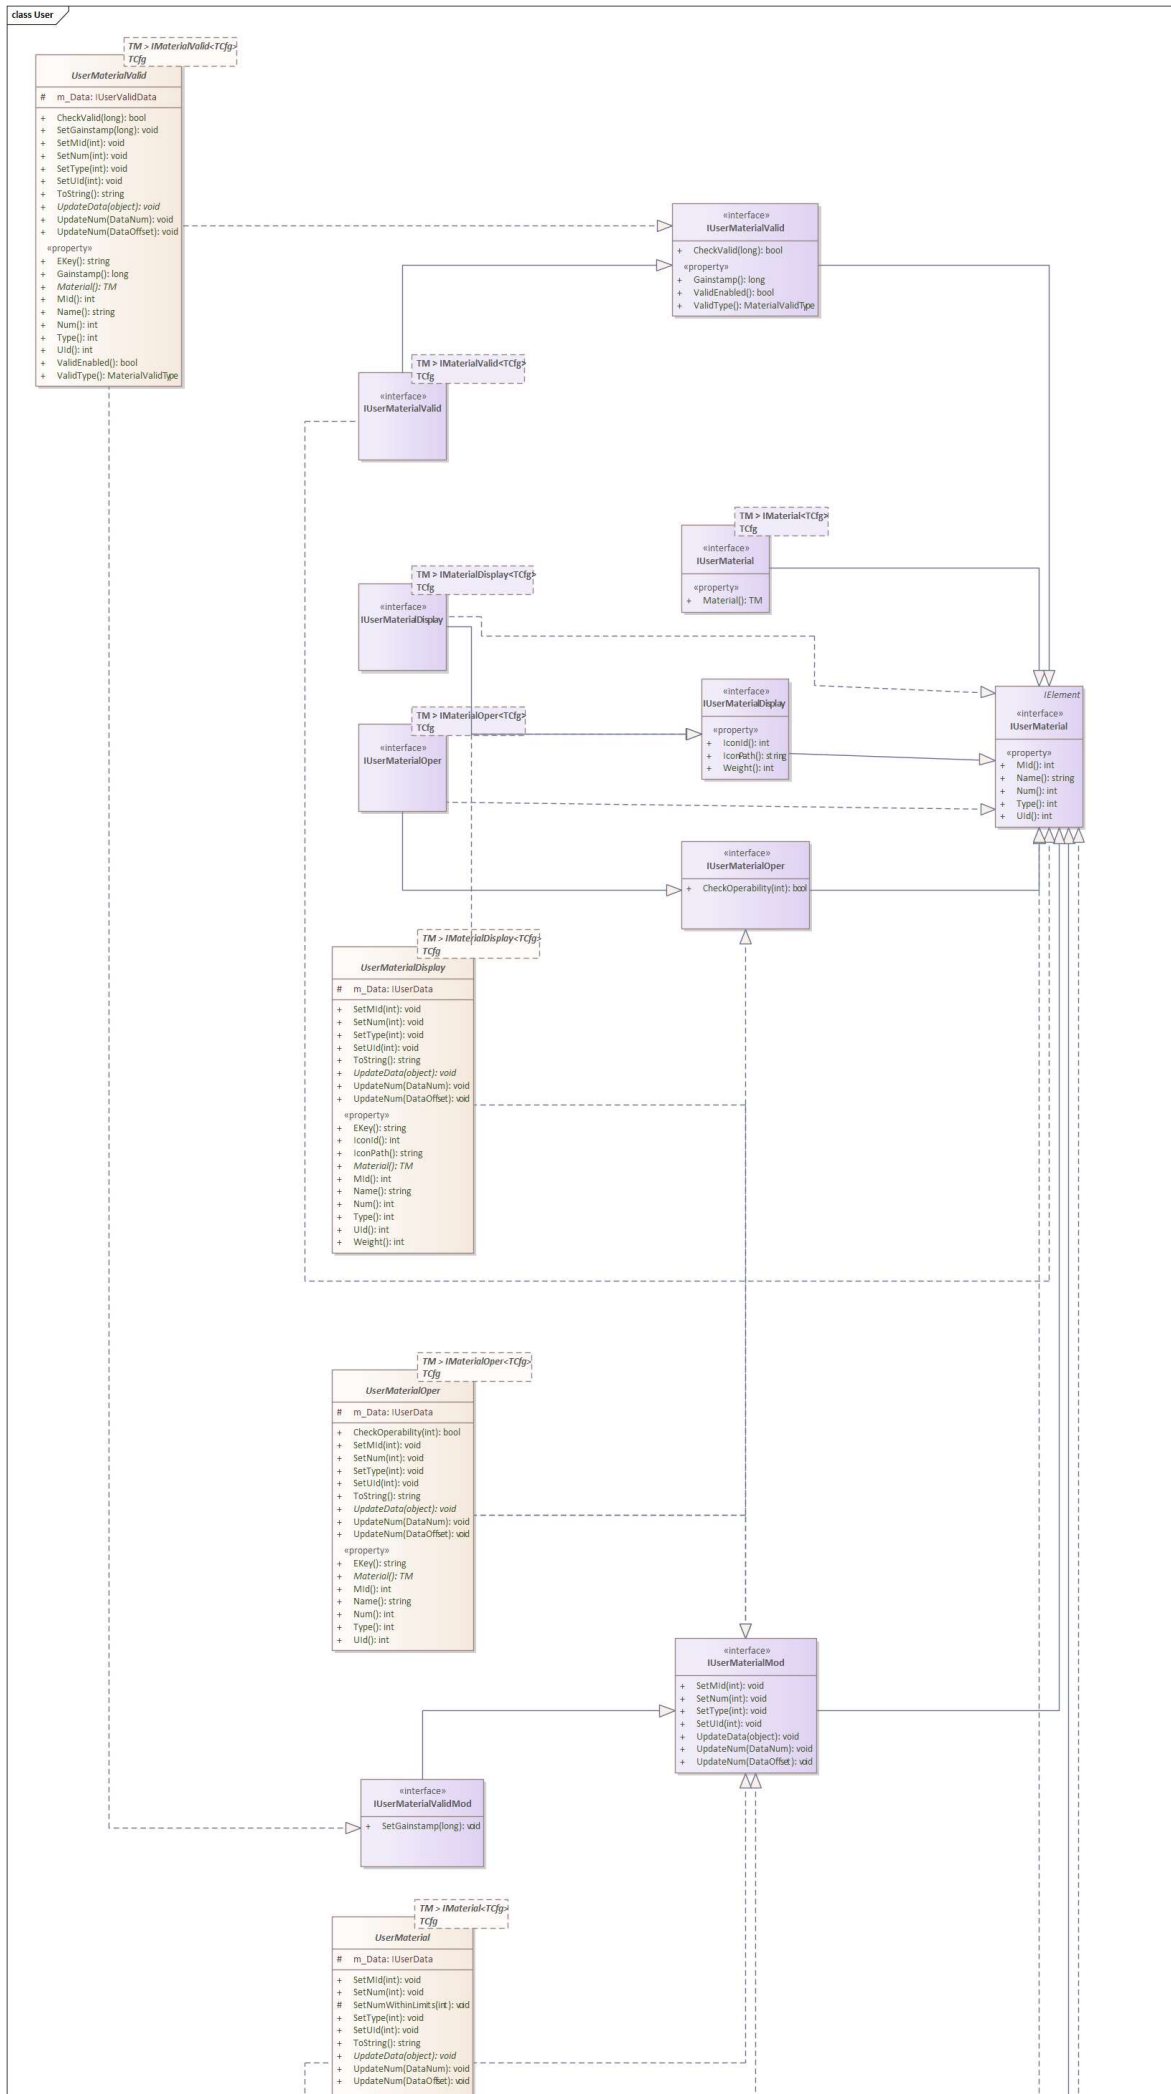 class User
TM > IMaterialValid<TCfg>
TCfg
UserMaterialValid
# m_Data: IUserValidData
+ CheckValid(long): bool
+ SetGainstamp(long): void
+ SetMId(int): void
+ SetNum(int): void
+ SetType(int): void
+ SetUId(int): void
+ ToString(): string
+ UpdateData(object): void
+ UpdateNum(DataNum): void
+ UpdateNum(DataOffset): void
«property»
+ EKey(): string
+ Gainstamp(): long
+ Material(): TM
+ MId(): int
+ Name(): string
+ Num(): int
+ Type(): int
+ UId(): int
+ ValidEnabled(): bool
+ ValidType(): MaterialValidType
«interface»
IUserMaterialValid
+ CheckValid(long): bool
«property»
+ Gainstamp(): long
+ ValidEnabled(): bool
+ ValidType(): MaterialValidType
TM > IMaterialValid<TCfg>
TCfg
«interface»
IUserMaterialValid
TM > IMaterial<TCfg>
TCfg
«interface»
IUserMaterial
«property»
+ Material(): TM
TM > IMaterialDisplay<TCfg>
TCfg
«interface»
IUserMaterialDisplay
«interface»
IUserMaterialDisplay
«property»
+ IconId(): int
+ IconPath(): string
+ Weight(): int
IElement
«interface»
IUserMaterial
«property»
+ MId(): int
+ Name(): string
+ Num(): int
+ Type(): int
+ UId(): int
TM > IMaterialOper<TCfg>
TCfg
«interface»
IUserMaterialOper
«interface»
IUserMaterialOper
+ CheckOperability(int): bool
TM > IMaterialDisplay<TCfg>
TCfg
UserMaterialDisplay
# m_Data: IUserData
+ SetMId(int): void
+ SetNum(int): void
+ SetType(int): void
+ SetUId(int): void
+ ToString(): string
+ UpdateData(object): void
+ UpdateNum(DataNum): void
+ UpdateNum(DataOffset): void
«property»
+ EKey(): string
+ IconId(): int
+ IconPath(): string
+ Material(): TM
+ MId(): int
+ Name(): string
+ Num(): int
+ Type(): int
+ UId(): int
+ Weight(): int
TM > IMaterialOper<TCfg>
TCfg
UserMaterialOper
# m_Data: IUserData
+ CheckOperability(int): bool
+ SetMId(int): void
+ SetNum(int): void
+ SetType(int): void
+ SetUId(int): void
+ ToString(): string
+ UpdateData(object): void
+ UpdateNum(DataNum): void
+ UpdateNum(DataOffset): void
«property»
+ EKey(): string
+ Material(): TM
+ MId(): int
+ Name(): string
+ Num(): int
+ Type(): int
+ UId(): int
«interface»
IUserMaterialMod
+ SetMId(int): void
+ SetNum(int): void
+ SetType(int): void
+ SetUId(int): void
+ UpdateData(object): void
+ UpdateNum(DataNum): void
+ UpdateNum(DataOffset): void
«interface»
IUserMaterialValidMod
+ SetGainstamp(long): void
TM > IMaterial<TCfg>
TCfg
UserMaterial
# m_Data: IUserData
+ SetMId(int): void
+ SetNum(int): void
# SetNumWithinLimits(int): void
+ SetType(int): void
+ SetUId(int): void
+ ToString(): string
+ UpdateData(object): void
+ UpdateNum(DataNum): void
+ UpdateNum(DataOffset): void